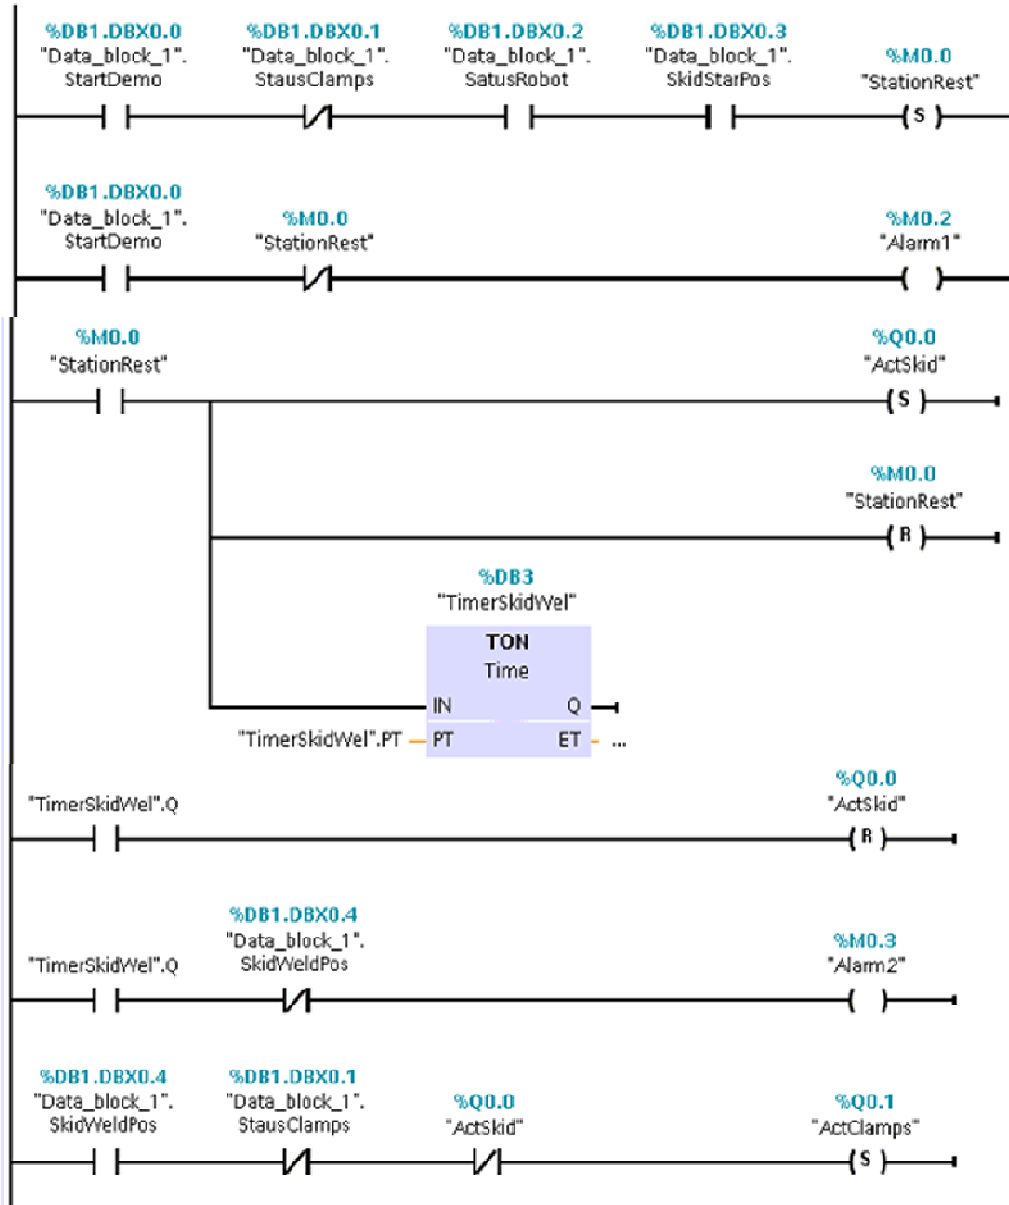 %DB1.DBX0.0 %DB1.DBX0.1 %DB1.DBX0.2 %DB1.DBX0.3
"Data_block_1". "Data_block_1". "Data_block_1". "Data_block_1". %M0.0
StartDemo StausClamps SatusRobot SkidStarPos "StationRest"
S
%DB1.DBX0.0
"Data_block_1". %M0.0 %M0.2
StartDemo "StationRest" "Alarm1"
%M0.0 %Q0.0
"StationRest" "ActSkid"
S
%M0.0
"StationRest"
R
%DB3
"TimerSkidWel"
TON
Time
IN Q
"TimerSkidWel".PT PT ET ...
%Q0.0
"TimerSkidWel".Q "ActSkid"
R
%DB1.DBX0.4
"Data_block_1". %M0.3
"TimerSkidWel".Q SkidWeldPos "Alarm2"
%DB1.DBX0.4 %DB1.DBX0.1
"Data_block_1". "Data_block_1". %Q0.0 %Q0.1
SkidWeldPos StausClamps "ActSkid" "ActClamps"
S